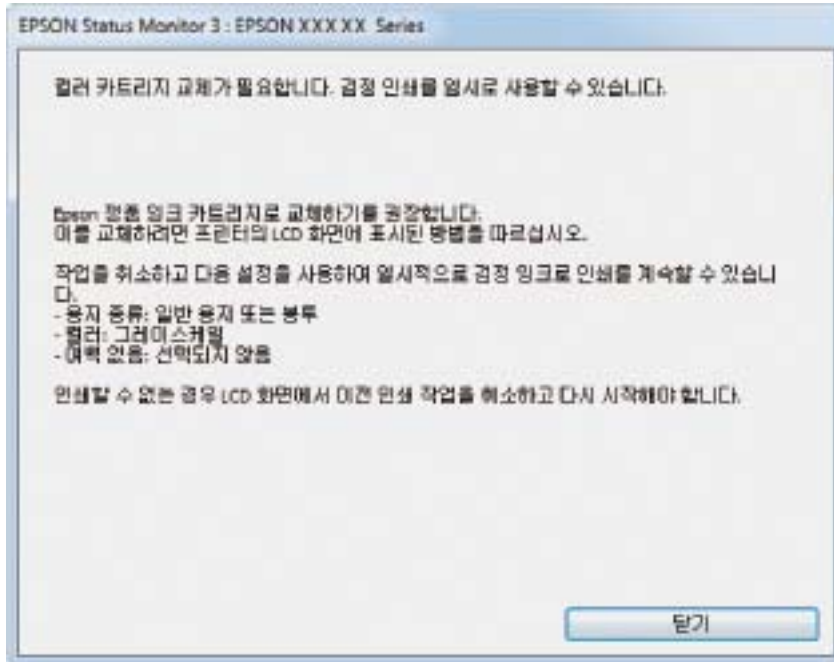 EPSON Status Monitor 3 : EPSON XXX XX Series
컬러 카트리지 교체가 필요합니다. 검정 인쇄를 임시로 사용할 수 있습니다.
Epson 정품 잉크 카트리지로 교체하기를 권장합니다.
이를 교체하려면 프린터의 LCD 화면에 표시된 방법을 따르십시오.
작업을 취소하고 다음 설정을 사용하여 일시적으로 검정 잉크로 인쇄를 계속할 수 있습니
다.
- 용지 종류: 일반 용지 또는 봉투
- 컬러: 그레이스케일
- 여백 없음: 선택되지 않음
인쇄할 수 없는 경우 LCD 화면에서 이전 인쇄 작업을 취소하고 다시 시작해야 합니다.
닫기